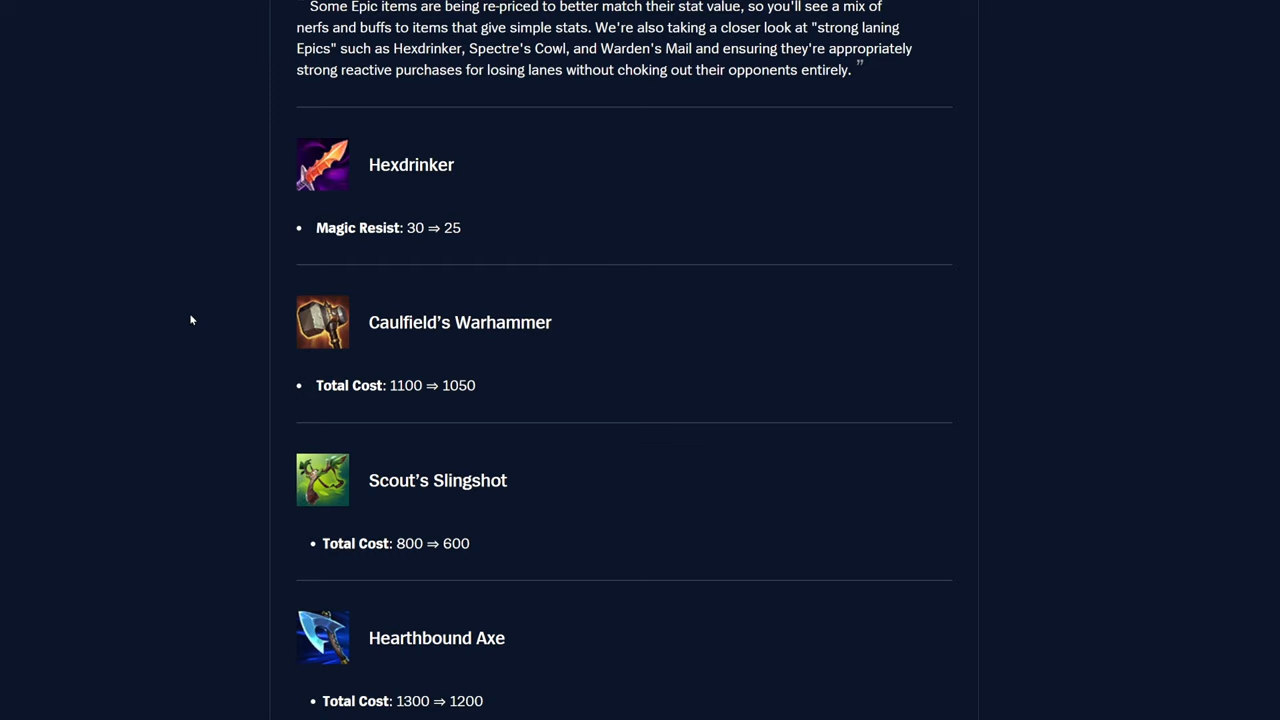 Some Epic items are being re-priced to better match their stat value, so you'll see a mix of
nerfs and buffs to items that give simple stats. We're also taking a closer look at "strong laning
Epics" such as Hexdrinker, Spectre's Cowl, and Warden's Mail and ensuring they're appropriately
strong reactive purchases for losing lanes without choking out their opponents entirely. ”
Hexdrinker
• Magic Resist: 30 ⇒ 25
Caulfield’s Warhammer
• Total Cost: 1100 ⇒ 1050
Scout’s Slingshot
• Total Cost: 800 ⇒ 600
Hearthbound Axe
• Total Cost: 1300 ⇒ 1200